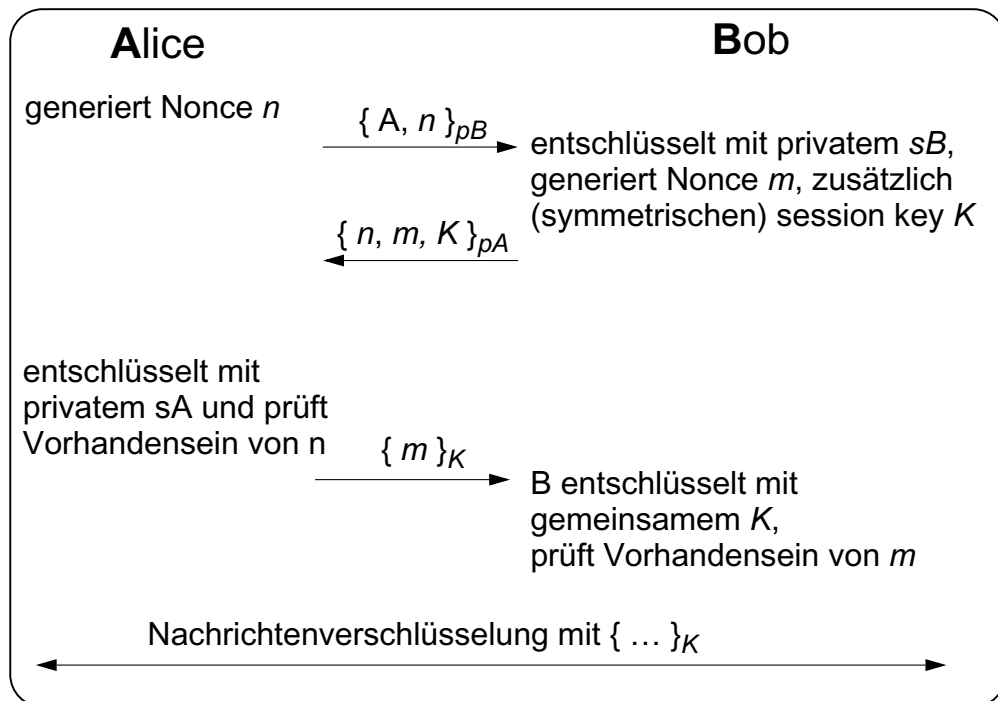 Alice
Bob
generiert Nonce n
{ A, n }pB
entschlüsselt mit privatem sB,
generiert Nonce m, zusätzlich
(symmetrischen) session key K
{ n, m, K }pA
entschlüsselt mit
privatem sA und prüft
Vorhandensein von n
{ m }K
B entschlüsselt mit
gemeinsamem K,
prüft Vorhandensein von m
Nachrichtenverschlüsselung mit { … }K